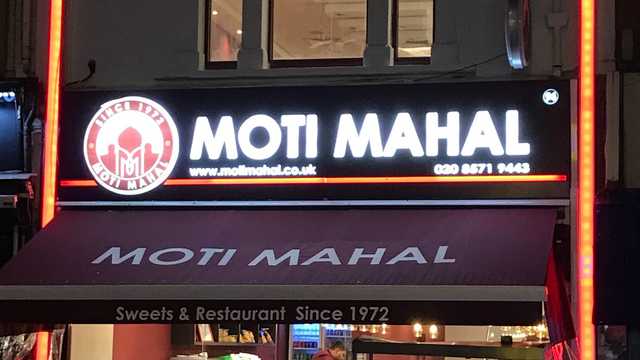 SINCE 1972
MOTI MAHAL
MOTI MAHAL
94
www.motimahal.co.uk
020 8571 9443
MOTI MAHAL
Sweets & Restaurant Since 1972